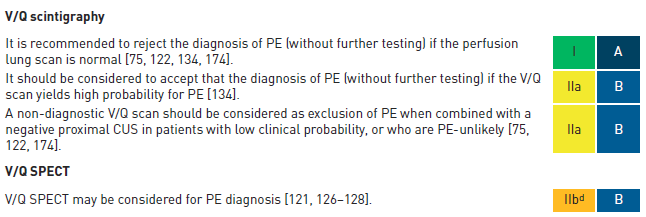 V/Q scintigraphy
It is recommended to reject the diagnosis of PE (without further testing) if the perfusion I A
lung scan is normal [75, 122, 134, 174].
It should be considered to accept that the diagnosis of PE (without further testing) if the V/Q IIa B
scan yields high probability for PE [134].
A non-diagnostic V/Q scan should be considered as exclusion of PE when combined with a
negative proximal CUS in patients with low clinical probability, or who are PE-unlikely [75, IIa B
122, 174].
V/Q SPECT
V/Q SPECT may be considered for PE diagnosis [121, 126–128]. IIbᵈ B